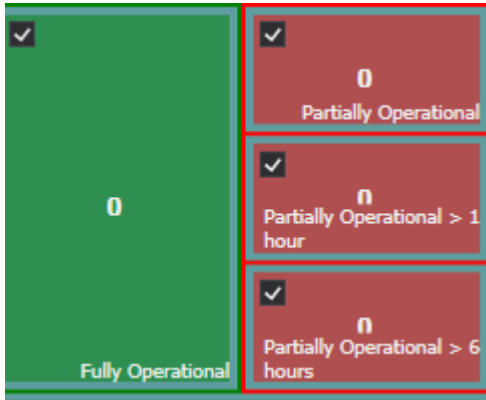 0
Fully Operational
0
Partially Operational
0
Partially Operational > 1
hour
0
Partially Operational > 6
hours